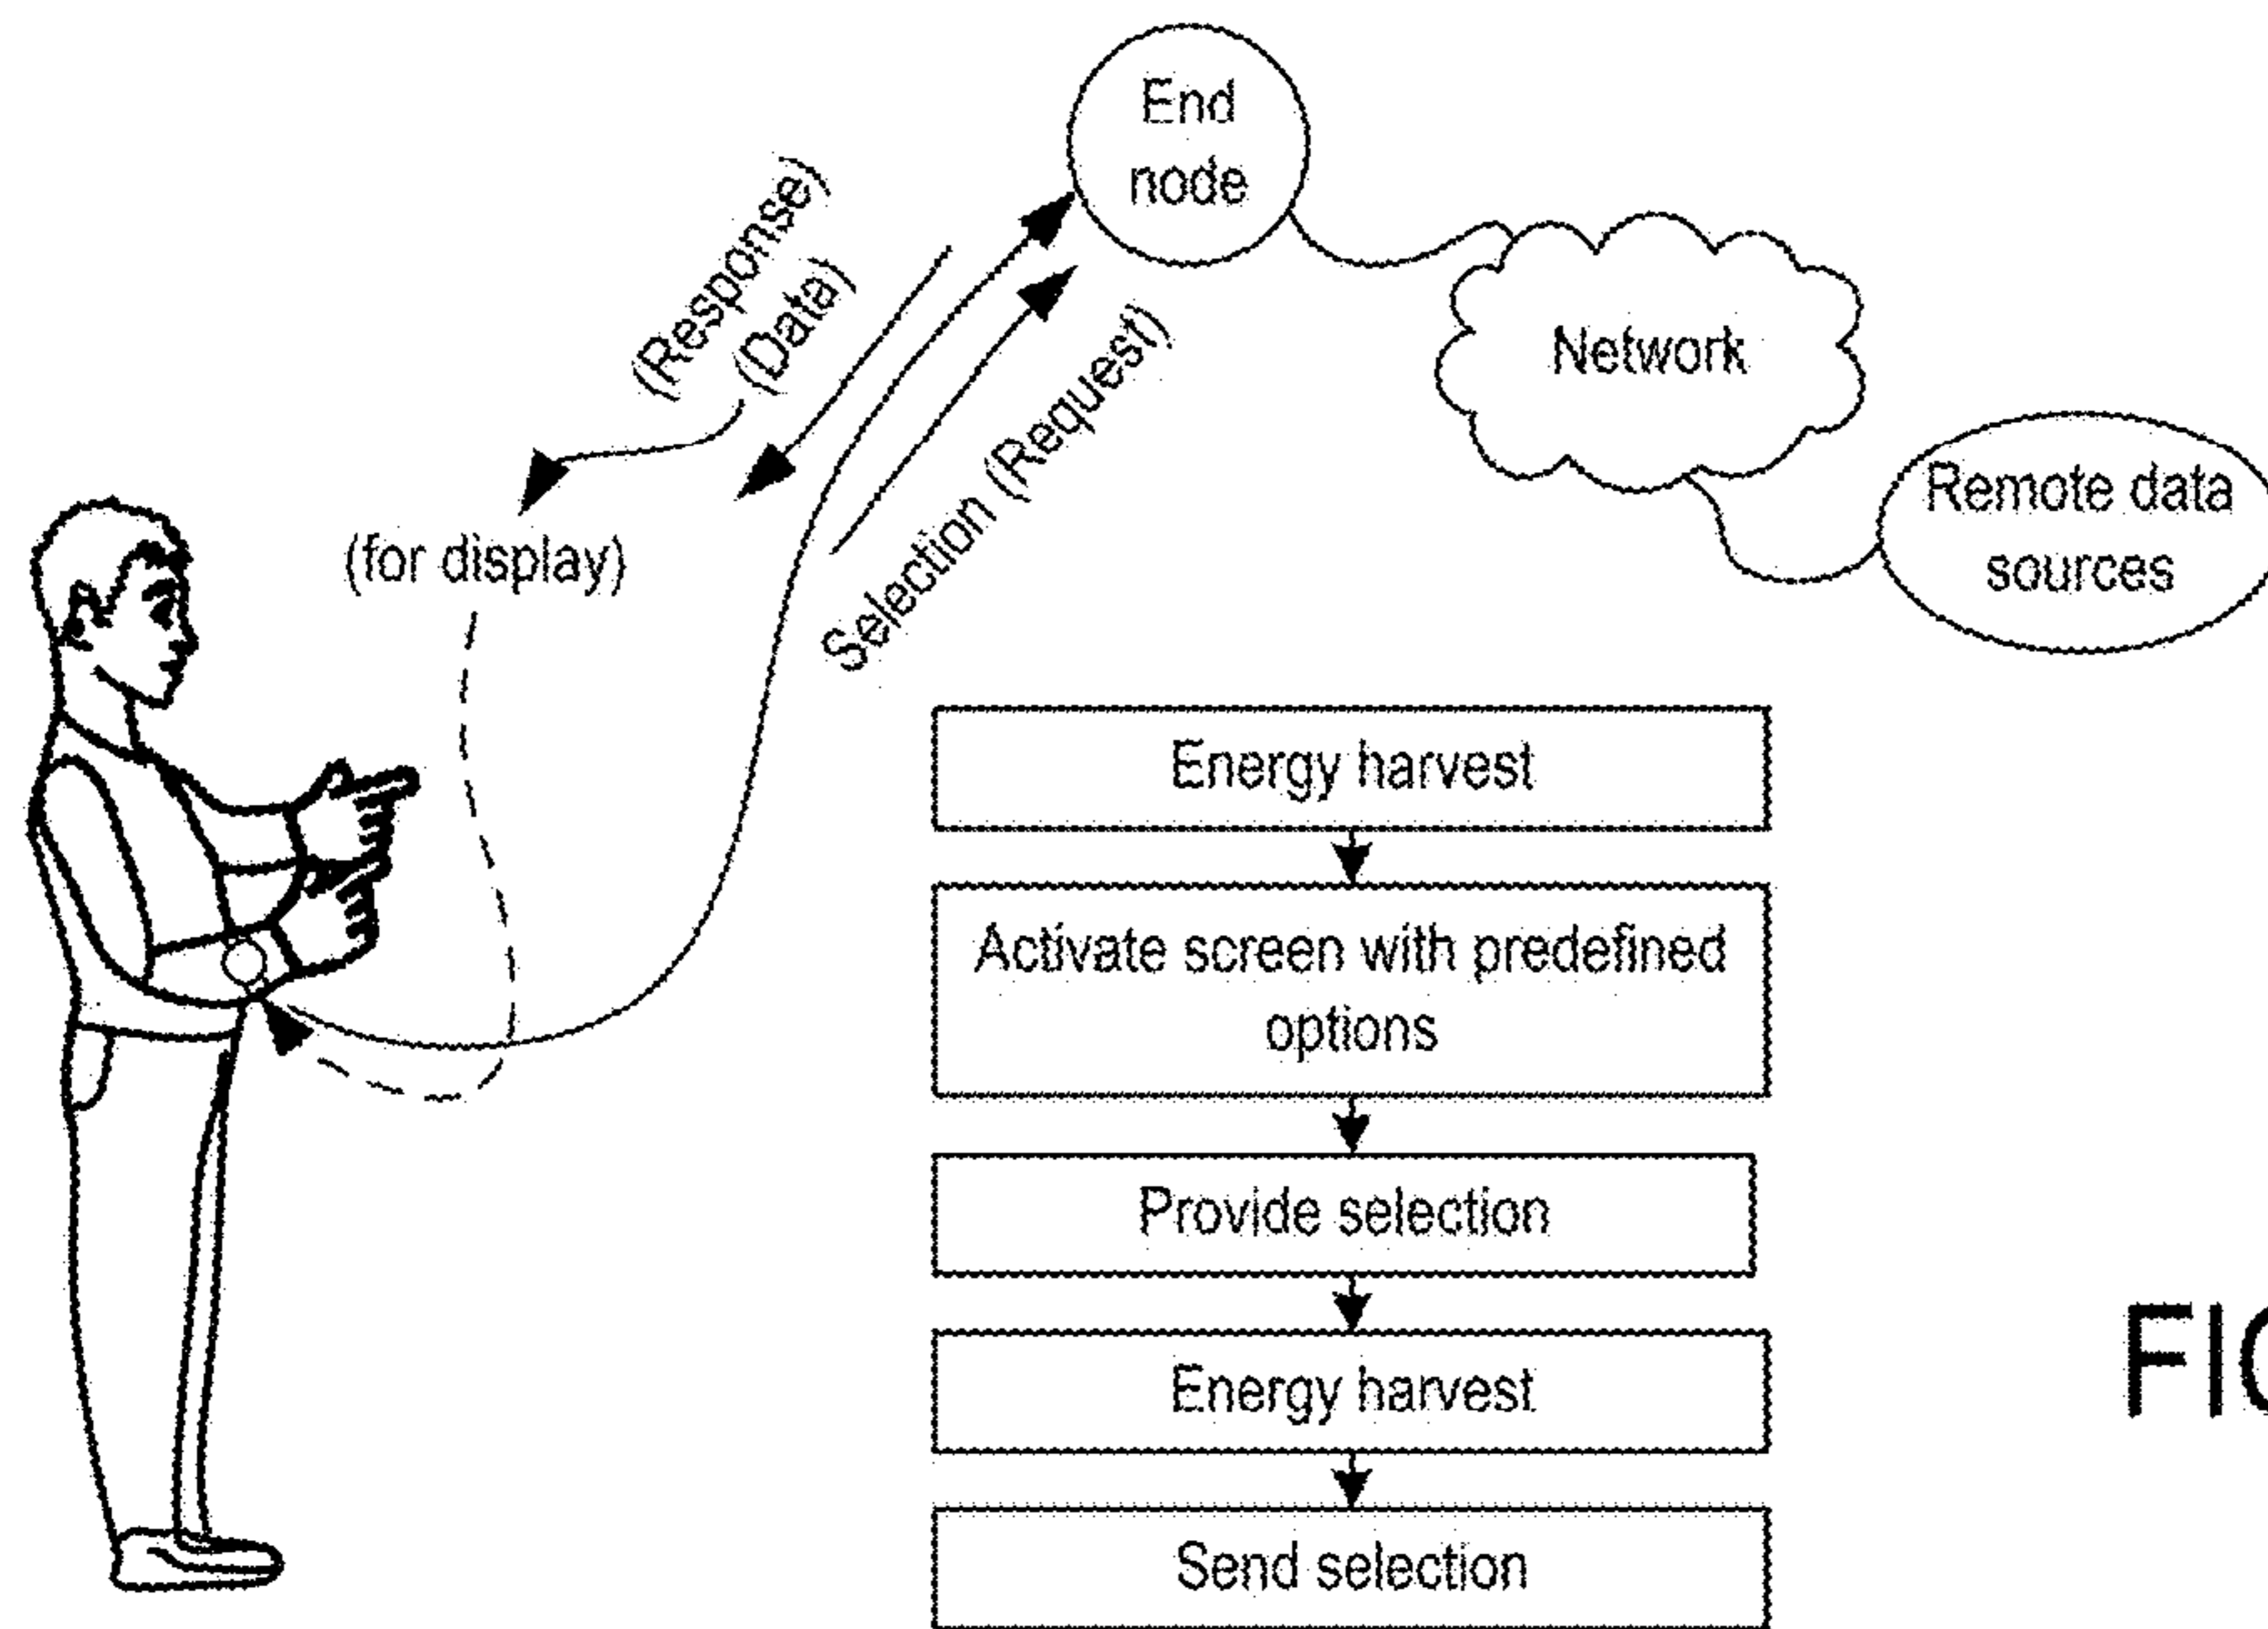 End
node
(Response)
(Data)
Network
Selection (Request)
Remote data
sources
(for display)
Energy harvest
Activate screen with predefined
options
Provide selection
Energy harvest
Send selection